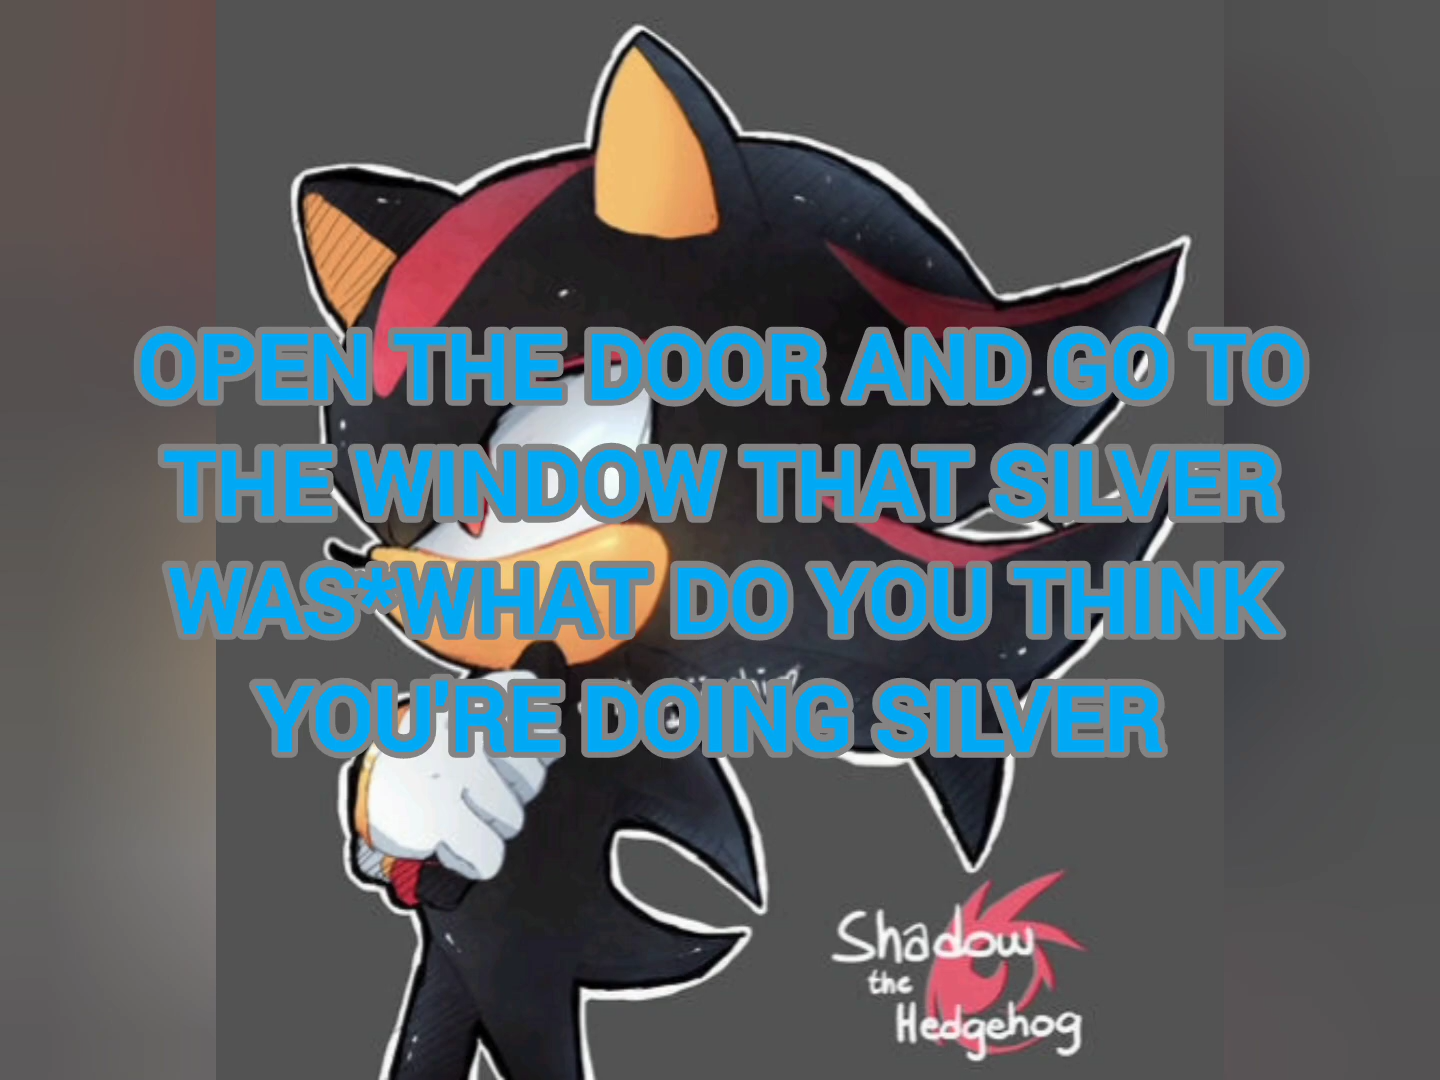 OPEN THE DOOR AND GO TO
THE WINDOW THAT SILVER
WAS*WHAT DO YOU THINK
YOU'RE DOING SILVER
Shadow
the
Hedgehog